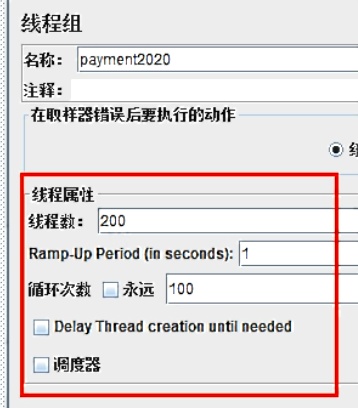 线程组
名称： payment2020
注释：
在取样器错误后要执行的动作
线程属性
线程数： 200
Ramp-Up Period (in seconds): 1
循环次数 永远 100
Delay Thread creation until needed
调度器